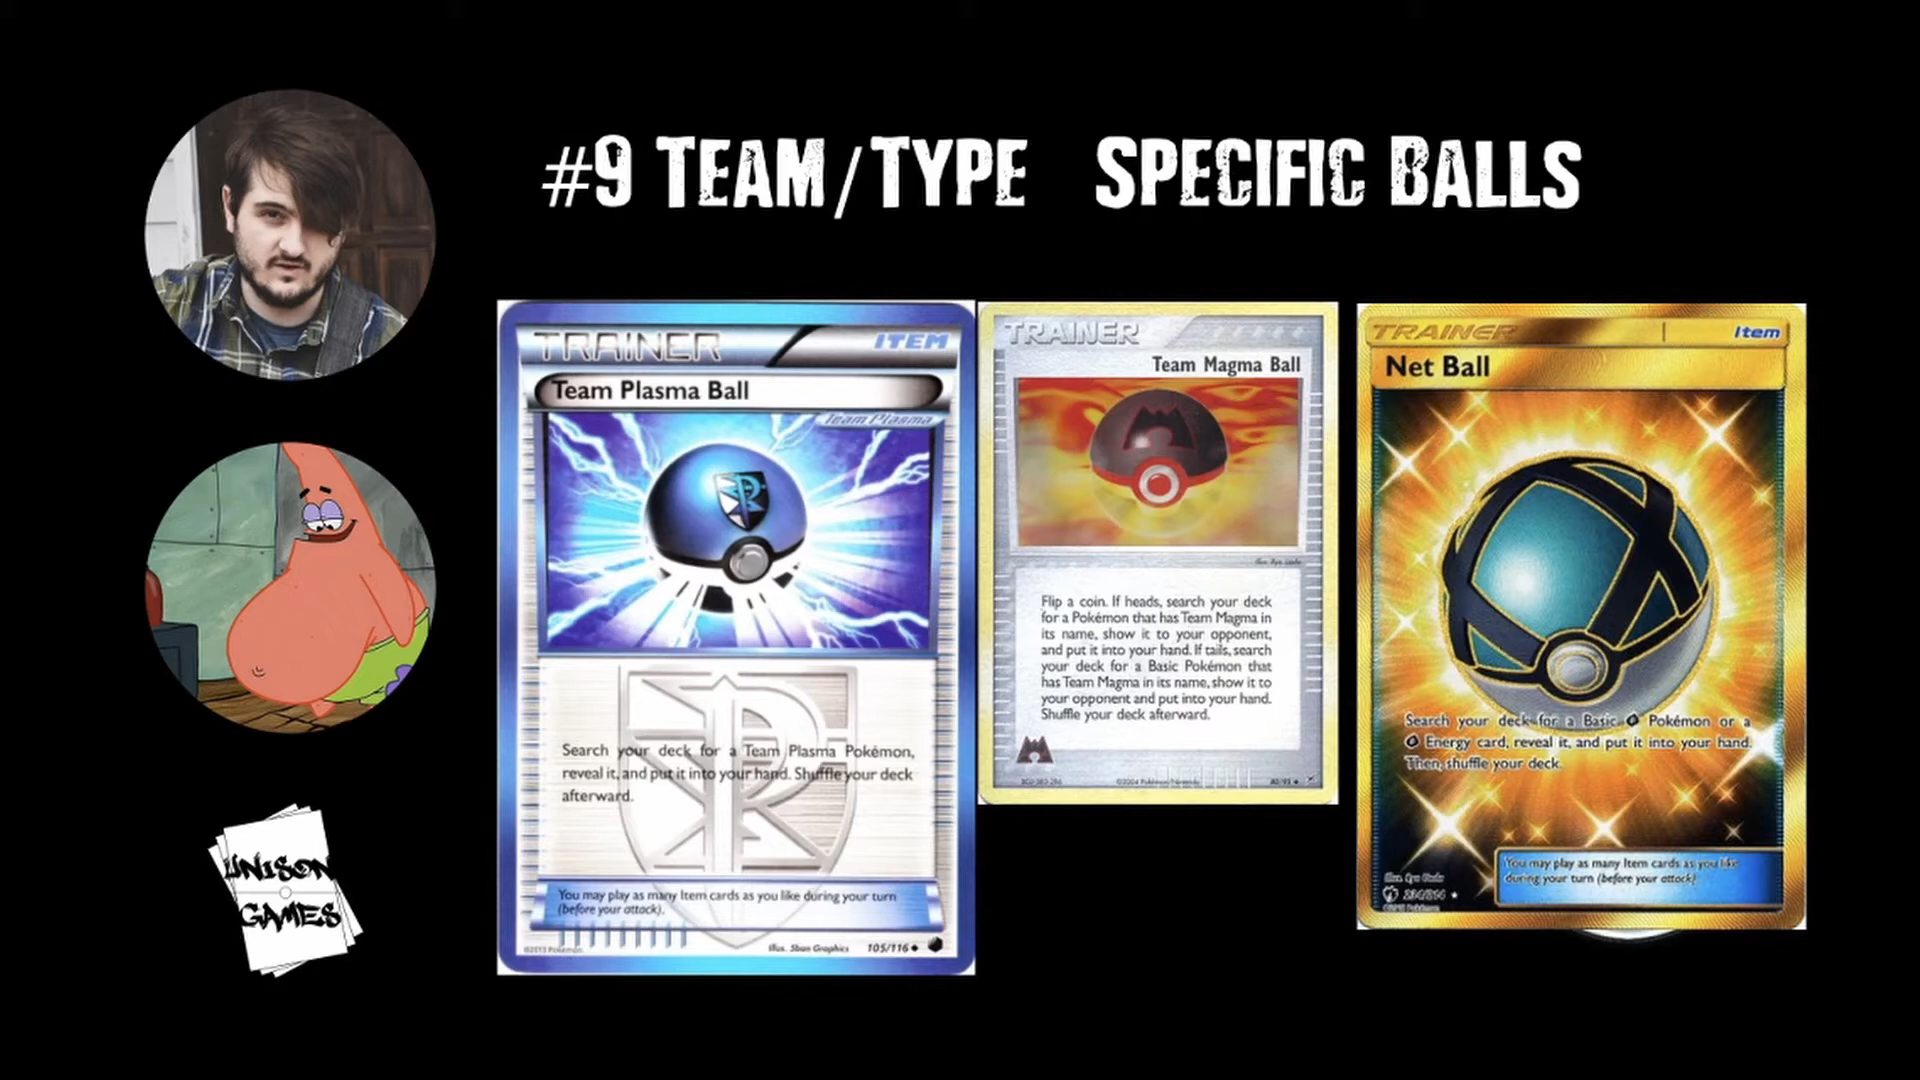 #9 TEAM/TYPE SPECIFIC BALLS
TRAINER
ITEM
Team Plasma Ball
Team Plasma
Search your deck for a Team Plasma Pokémon,
reveal it, and put it into your hand. Shuffle your deck
afterward.
You may play as many Item cards as you like during your turn
(before your attack).
©2013 Pokémon
Illus. 5ban Graphics
105/116
TRAINER
Team Magma Ball
Flip a coin. If heads, search your deck
for a Pokémon that has Team Magma in
its name, show it to your opponent,
and put it into your hand. If tails, search
your deck for a Basic Pokémon that
has Team Magma in its name, show it to
your opponent and put into your hand.
Shuffle your deck afterward.
©2004 Pokémon/Nintendo
TRAINER
Item
Net Ball
Search your deck for a Basic Pokémon or a
Energy card, reveal it, and put it into your hand.
Then, shuffle your deck.
You may play as many Item cards as you like
during your turn (before your attack)
UNISON
GAMES